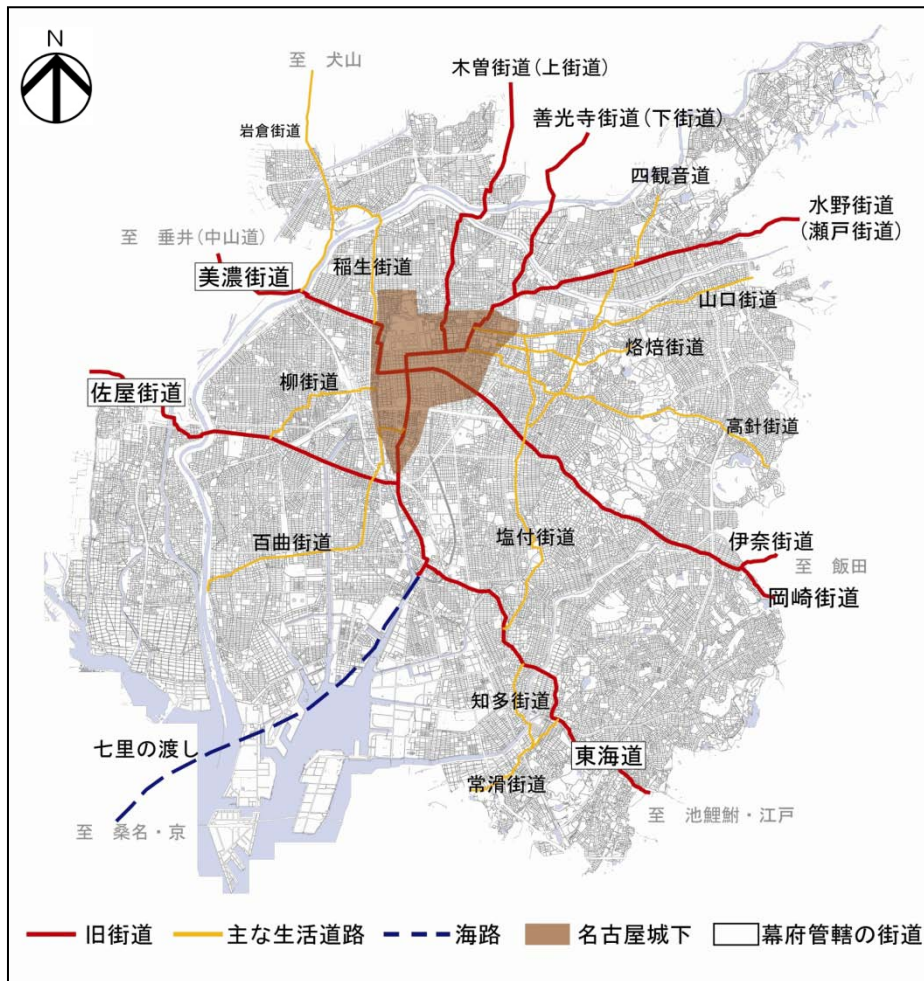 N
至 犬山
木曽街道(上街道)
善光寺街道(下街道)
岩倉街道
四観音道
水野街道
(瀬戸街道)
至 垂井(中山道)
稲生街道
美濃街道
山口街道
烙焙街道
柳街道
佐屋街道
高針街道
百曲街道
塩付街道
伊奈街道
至 飯田
岡崎街道
知多街道
七里の渡し
東海道
常滑街道
至 桑名・京
至 池鯉鮒・江戸
旧街道
主な生活道路
海路
名古屋城下
幕府管轄の街道